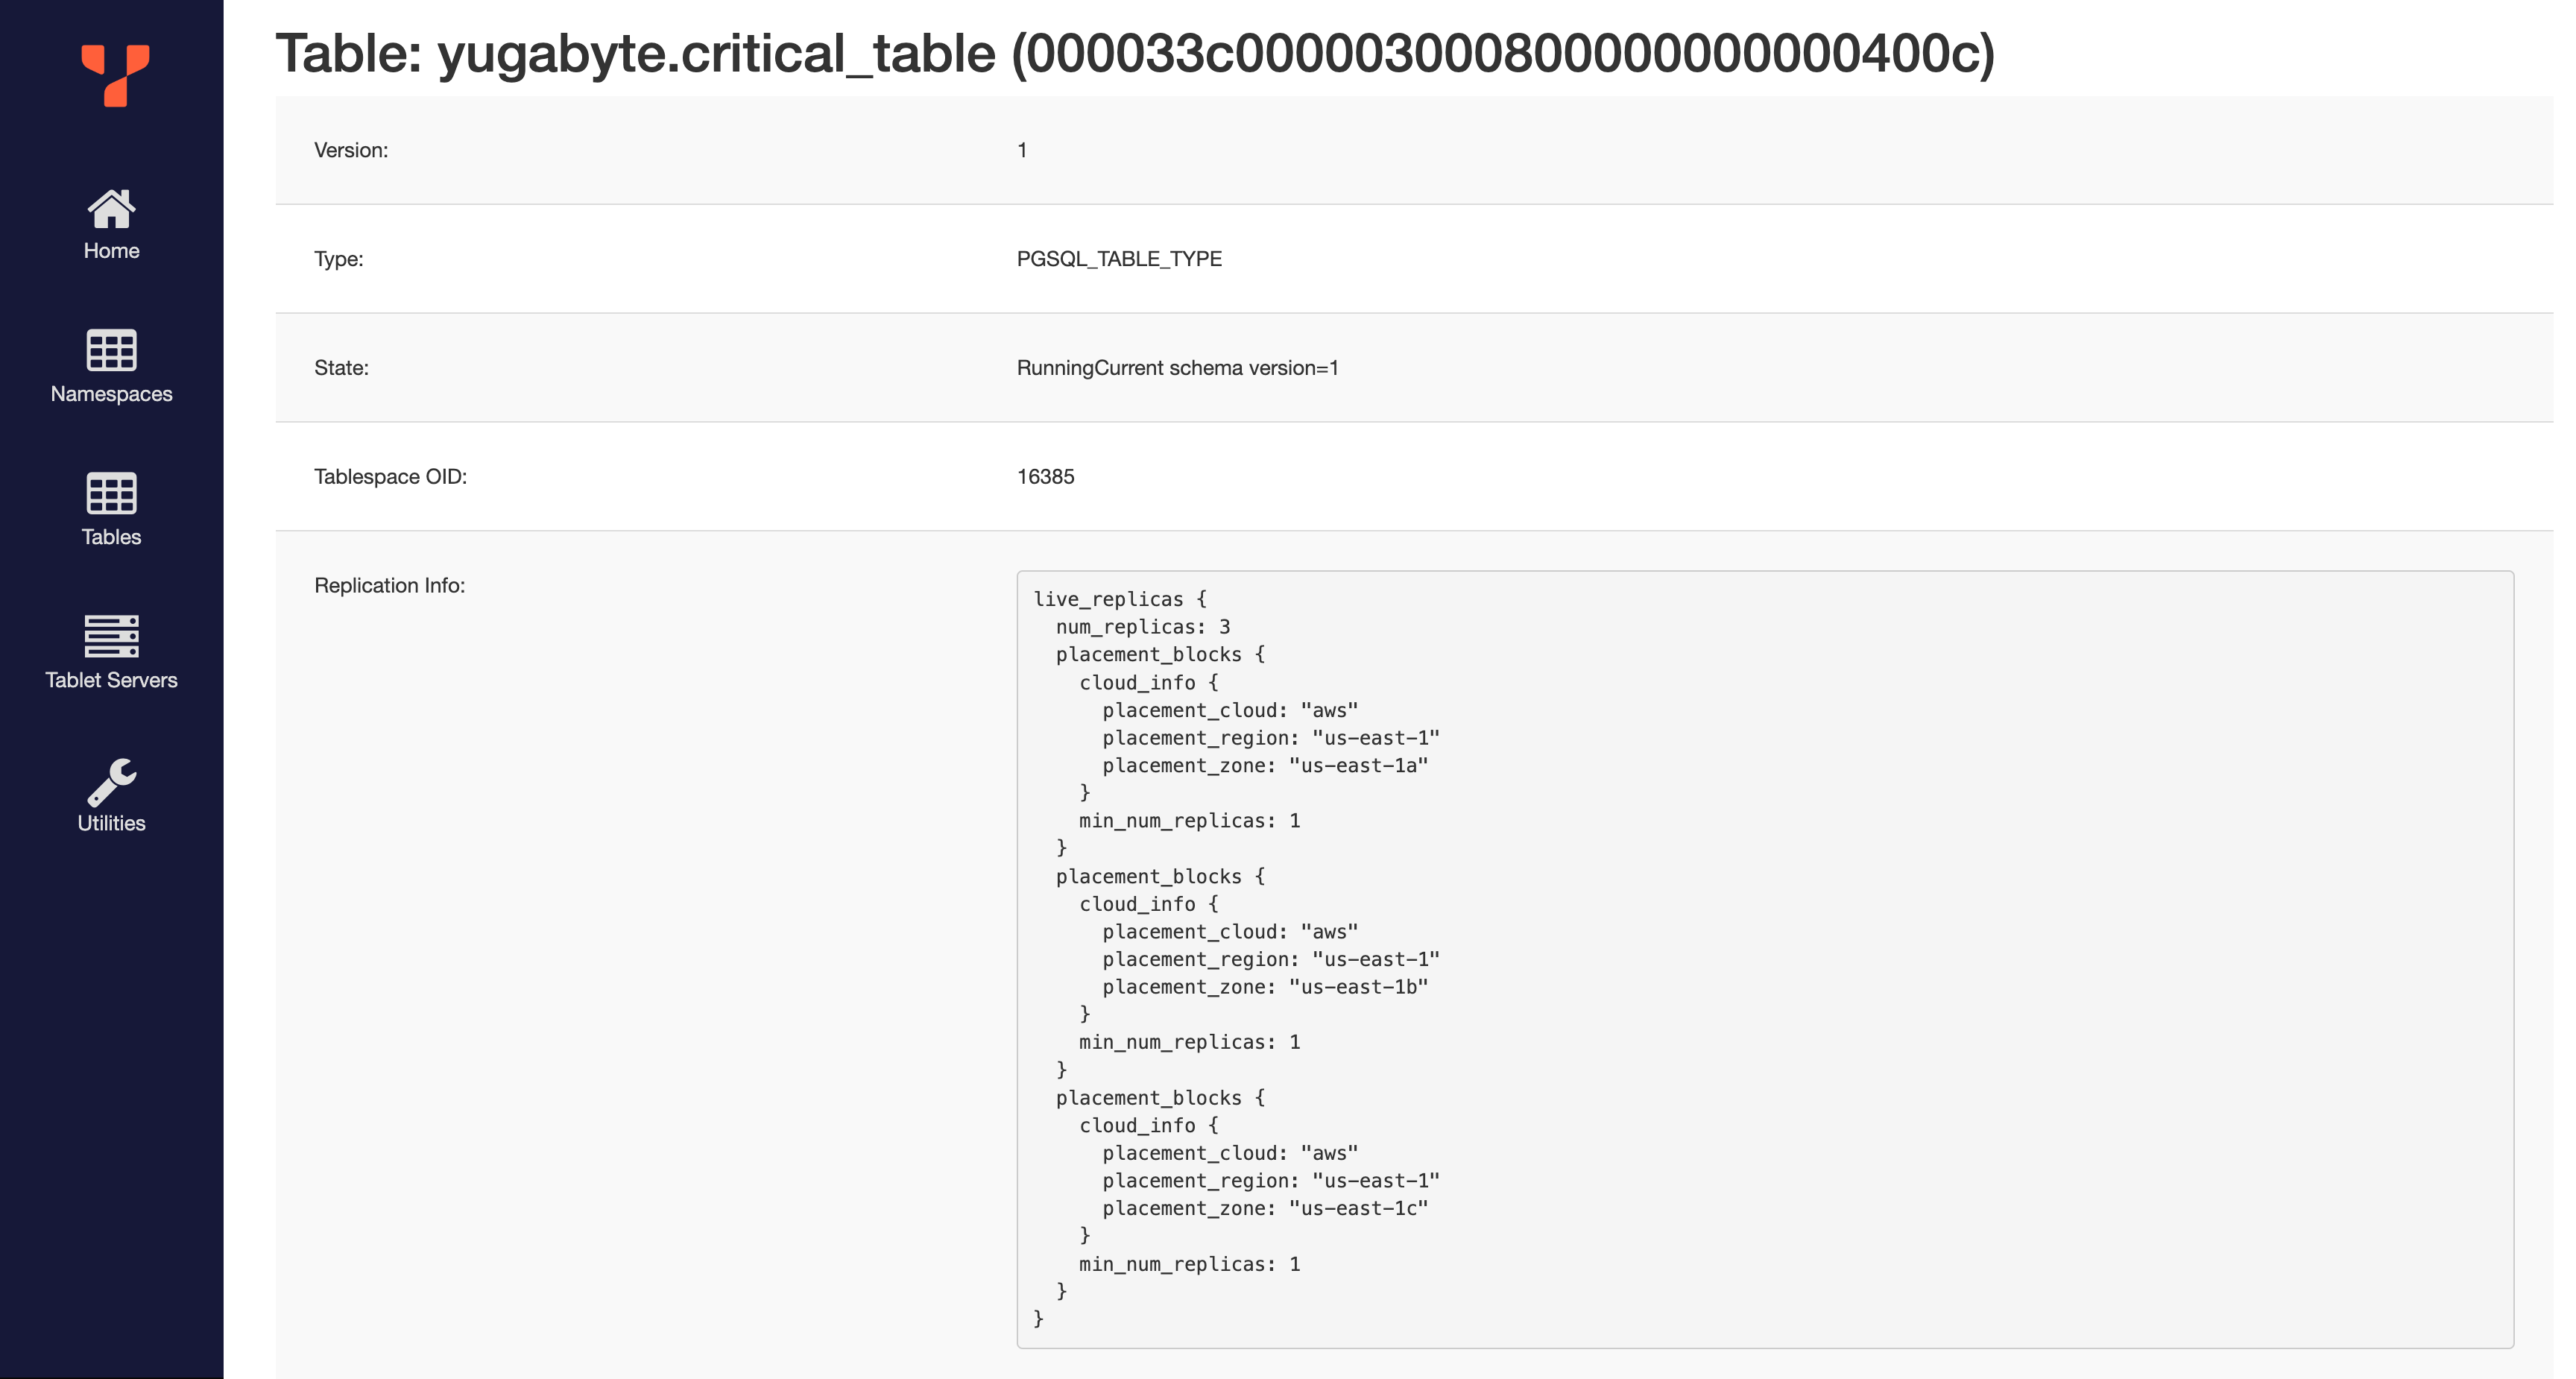 Table: yugabyte.critical_table (000033c000003000800000000000400c)
Home
Namespaces
Tables
Tablet Servers
Utilities
Version: 1
Type: PGSQL_TABLE_TYPE
State: RunningCurrent schema version=1
Tablespace OID: 16385
Replication Info:
live_replicas {
  num_replicas: 3
  placement_blocks {
    cloud_info {
      placement_cloud: "aws"
      placement_region: "us-east-1"
      placement_zone: "us-east-1a"
    }
    min_num_replicas: 1
  }
  placement_blocks {
    cloud_info {
      placement_cloud: "aws"
      placement_region: "us-east-1"
      placement_zone: "us-east-1b"
    }
    min_num_replicas: 1
  }
  placement_blocks {
    cloud_info {
      placement_cloud: "aws"
      placement_region: "us-east-1"
      placement_zone: "us-east-1c"
    }
    min_num_replicas: 1
  }
}